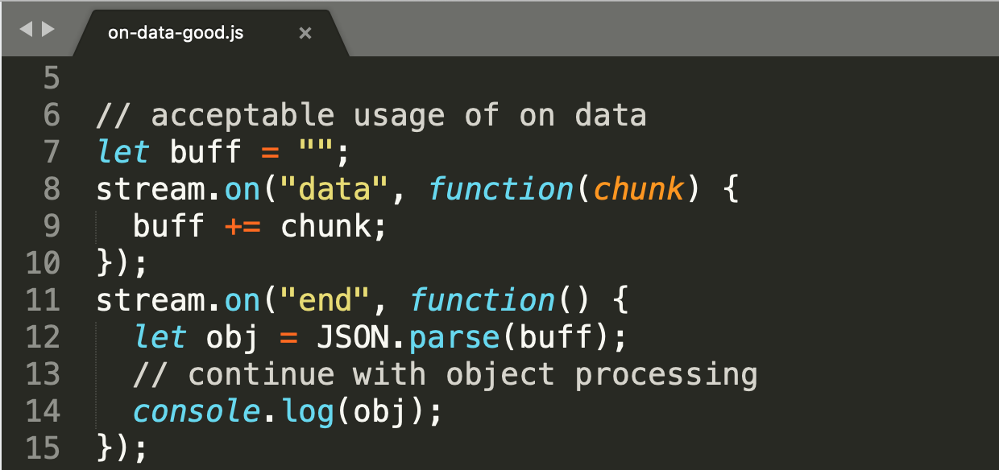 on-data-good.js ×
5
6 // acceptable usage of on data
7 let buff = "";
8 stream.on("data", function(chunk) {
9   buff += chunk;
10 });
11 stream.on("end", function() {
12   let obj = JSON.parse(buff);
13   // continue with object processing
14   console.log(obj);
15 });